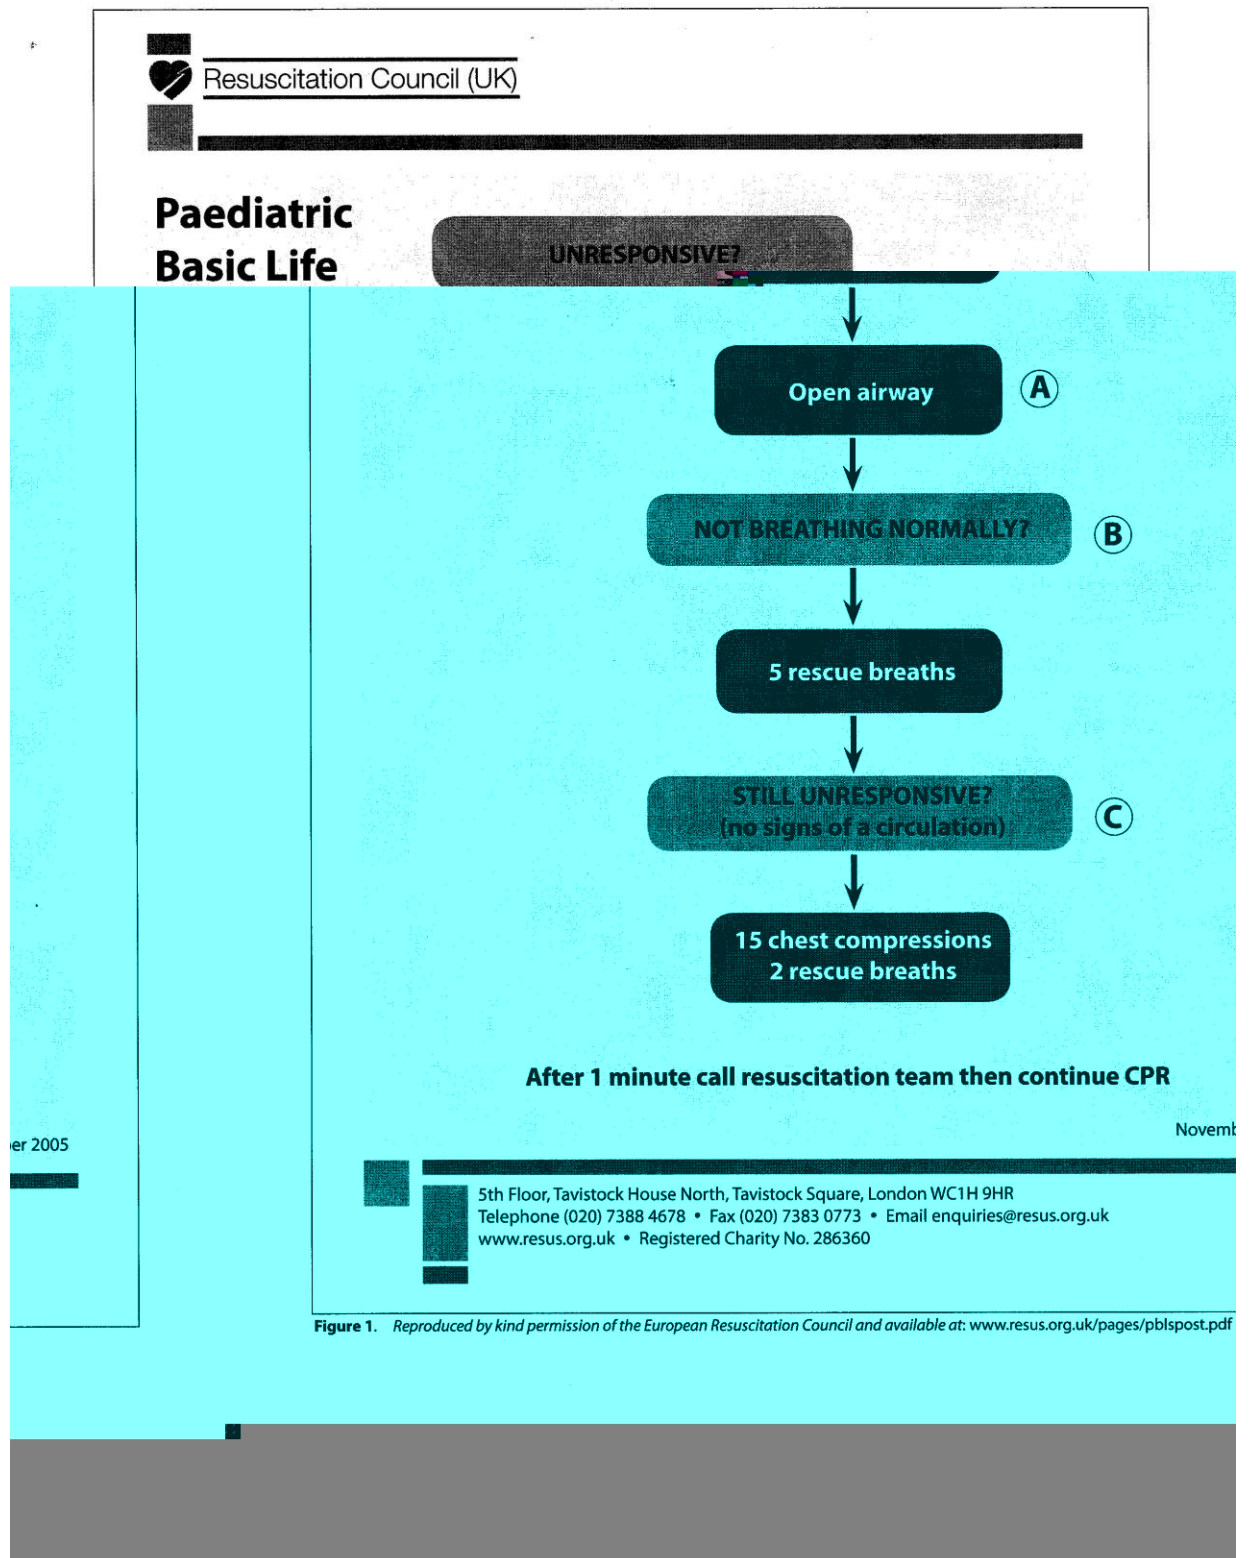 Resuscitation Council (UK)
Paediatric
Basic Life
UNRESPONSIVE?
Open airway
A
NOT BREATHING NORMALLY?
B
5 rescue breaths
STILL UNRESPONSIVE?
(no signs of a circulation)
C
15 chest compressions
2 rescue breaths
After 1 minute call resuscitation team then continue CPR
Novemb
er 2005
5th Floor, Tavistock House North, Tavistock Square, London WC1H 9HR
Telephone (020) 7388 4678 • Fax (020) 7383 0773 • Email enquiries@resus.org.uk
www.resus.org.uk • Registered Charity No. 286360
Figure 1. Reproduced by kind permission of the European Resuscitation Council and available at: www.resus.org.uk/pages/pblspost.pdf